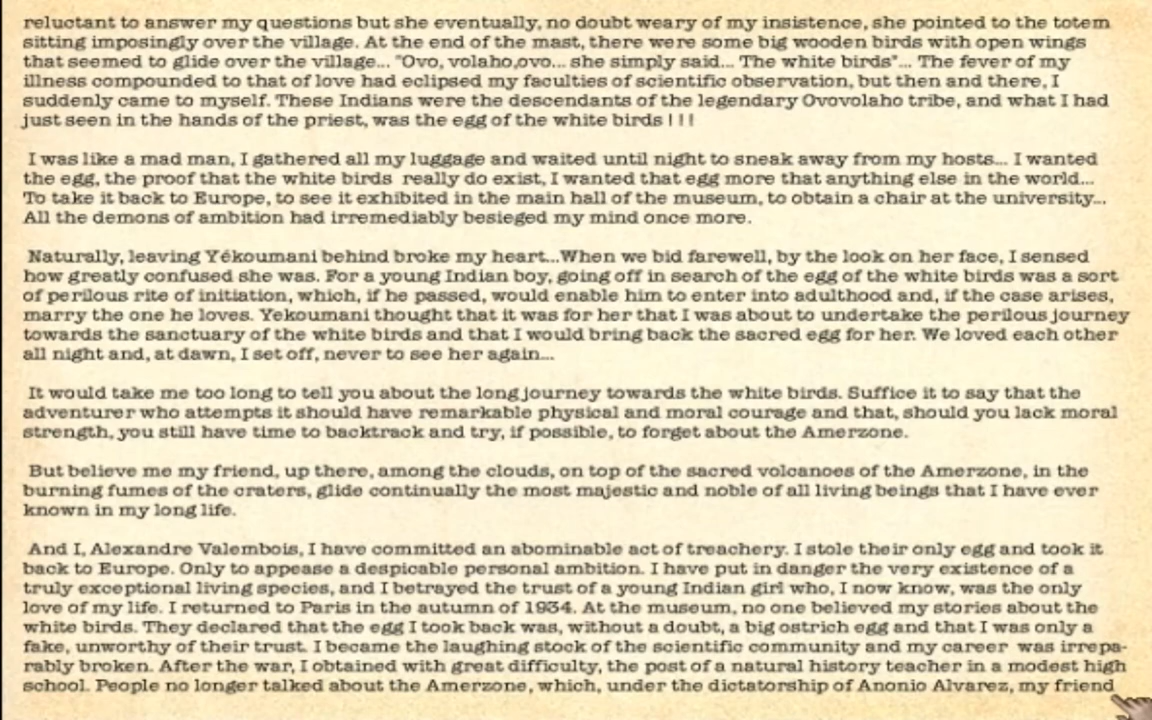 reluctant to answer my questions but she eventually, no doubt weary of my insistence, she pointed to the totem
sitting imposingly over the village. At the end of the mast, there were some big wooden birds with open wings
that seemed to glide over the village... "Ovo, volaho,ovo... she simply said... The white birds"... The fever of my
illness compounded to that of love had eclipsed my faculties of scientific observation, but then and there, I
suddenly came to myself. These Indians were the descendants of the legendary Ovovolaho tribe, and what I had
just seen in the hands of the priest, was the egg of the white birds ! ! !
I was like a mad man, I gathered all my luggage and waited until night to sneak away from my hosts... I wanted
the egg, the proof that the white birds really do exist, I wanted that egg more that anything else in the world...
To take it back to Europe, to see it exhibited in the main hall of the museum, to obtain a chair at the university...
All the demons of ambition had irremediably besieged my mind once more.
Naturally, leaving Yékoumani behind broke my heart...When we bid farewell, by the look on her face, I sensed
how greatly confused she was. For a young Indian boy, going off in search of the egg of the white birds was a sort
of perilous rite of initiation, which, if he passed, would enable him to enter into adulthood and, if the case arises,
marry the one he loves. Yekoumani thought that it was for her that I was about to undertake the perilous journey
towards the sanctuary of the white birds and that I would bring back the sacred egg for her. We loved each other
all night and, at dawn, I set off, never to see her again...
It would take me too long to tell you about the long journey towards the white birds. Suffice it to say that the
adventurer who attempts it should have remarkable physical and moral courage and that, should you lack moral
strength, you still have time to backtrack and try, if possible, to forget about the Amerzone.
But believe me my friend, up there, among the clouds, on top of the sacred volcanoes of the Amerzone, in the
burning fumes of the craters, glide continually the most majestic and noble of all living beings that I have ever
known in my long life.
And I, Alexandre Valembois, I have committed an abominable act of treachery. I stole their only egg and took it
back to Europe. Only to appease a despicable personal ambition. I have put in danger the very existence of a
truly exceptional living species, and I betrayed the trust of a young Indian girl who, I now know, was the only
love of my life. I returned to Paris in the autumn of 1934. At the museum, no one believed my stories about the
white birds. They declared that the egg I took back was, without a doubt, a big ostrich egg and that I was only a
fake, unworthy of their trust. I became the laughing stock of the scientific community and my career was irrepa-
rably broken. After the war, I obtained with great difficulty, the post of a natural history teacher in a modest high
school. People no longer talked about the Amerzone, which, under the dictatorship of Anonio Alvarez, my friend